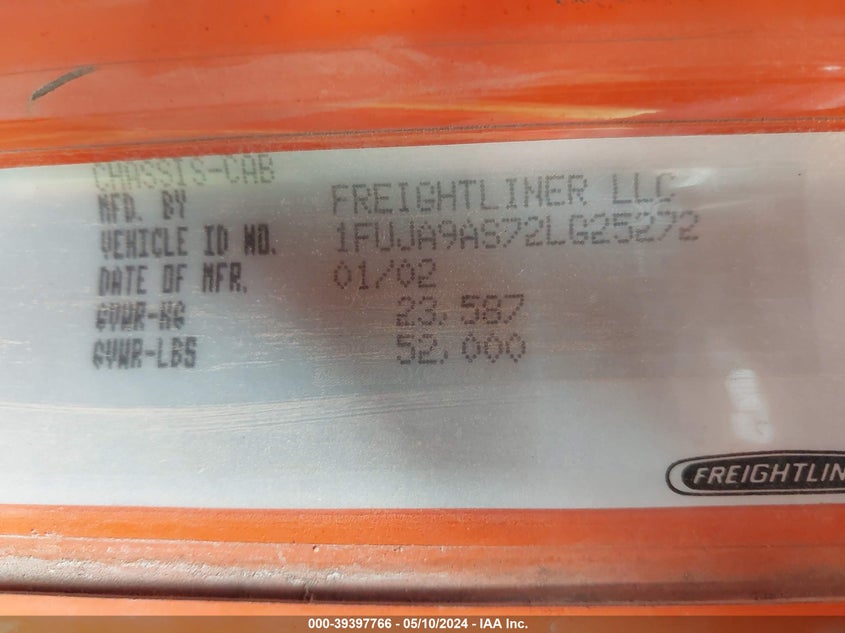 CHASSIS-CAB
MFD. BY FREIGHTLINER LLC
VEHICLE ID NO. 1FUJA9AS72LG25272
DATE OF MFR. 01/02
GVWR-KG 23,587
GVWR-LBS 52,000
FREIGHTLIN
000-39397766 - 05/10/2024 - IAA Inc.